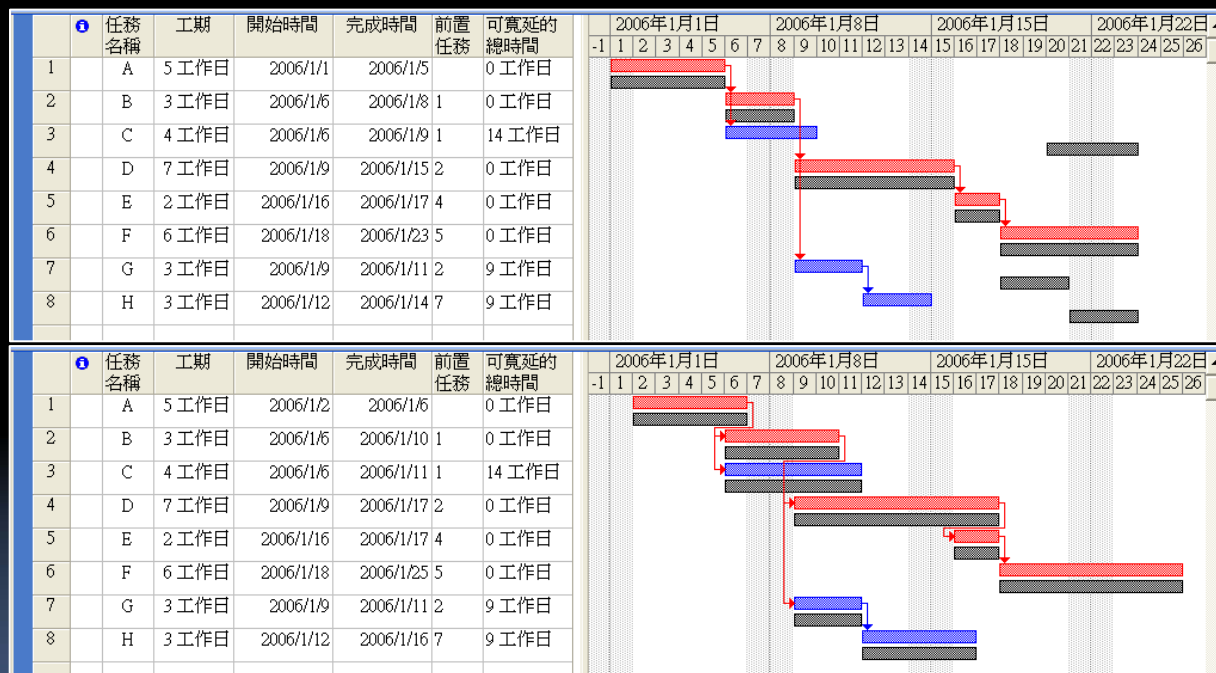 任務名稱 工期 開始時間 完成時間 前置任務 可寬延的總時間 2006年1月1日 2006年1月8日 2006年1月15日 2006年1月22日
-1 1 2 3 4 5 6 7 8 9 10 11 12 13 14 15 16 17 18 19 20 21 22 23 24 25 26
1 A 5 工作日 2006/1/1 2006/1/5 0 工作日
2 B 3 工作日 2006/1/6 2006/1/8 1 0 工作日
3 C 4 工作日 2006/1/6 2006/1/9 1 14 工作日
4 D 7 工作日 2006/1/9 2006/1/15 2 0 工作日
5 E 2 工作日 2006/1/16 2006/1/17 4 0 工作日
6 F 6 工作日 2006/1/18 2006/1/23 5 0 工作日
7 G 3 工作日 2006/1/9 2006/1/11 2 9 工作日
8 H 3 工作日 2006/1/12 2006/1/14 7 9 工作日
任務名稱 工期 開始時間 完成時間 前置任務 可寬延的總時間 2006年1月1日 2006年1月8日 2006年1月15日 2006年1月22日
-1 1 2 3 4 5 6 7 8 9 10 11 12 13 14 15 16 17 18 19 20 21 22 23 24 25 26
1 A 5 工作日 2006/1/2 2006/1/6 0 工作日
2 B 3 工作日 2006/1/6 2006/1/10 1 0 工作日
3 C 4 工作日 2006/1/6 2006/1/11 1 14 工作日
4 D 7 工作日 2006/1/9 2006/1/17 2 0 工作日
5 E 2 工作日 2006/1/16 2006/1/17 4 0 工作日
6 F 6 工作日 2006/1/18 2006/1/25 5 0 工作日
7 G 3 工作日 2006/1/9 2006/1/11 2 9 工作日
8 H 3 工作日 2006/1/12 2006/1/16 7 9 工作日